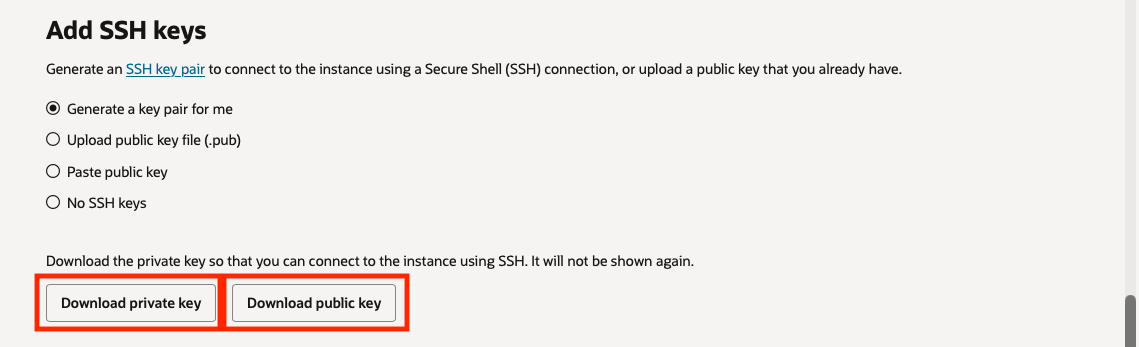 Add SSH keys
Generate an SSH key pair to connect to the instance using a Secure Shell (SSH) connection, or upload a public key that you already have.
Generate a key pair for me
Upload public key file (.pub)
Paste public key
No SSH keys
Download the private key so that you can connect to the instance using SSH. It will not be shown again.
Download private key Download public key